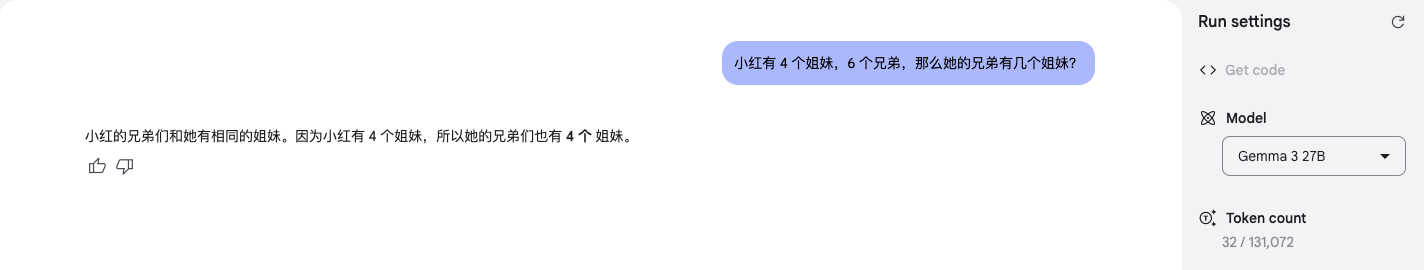 小红有 4 个姐妹，6 个兄弟，那么她的兄弟有几个姐妹？
小红的兄弟们和她有相同的姐妹。因为小红有 4 个姐妹，所以她的兄弟们也有 4 个 姐妹。
Run settings
Get code
Model
Gemma 3 27B
Token count
32 / 131,072